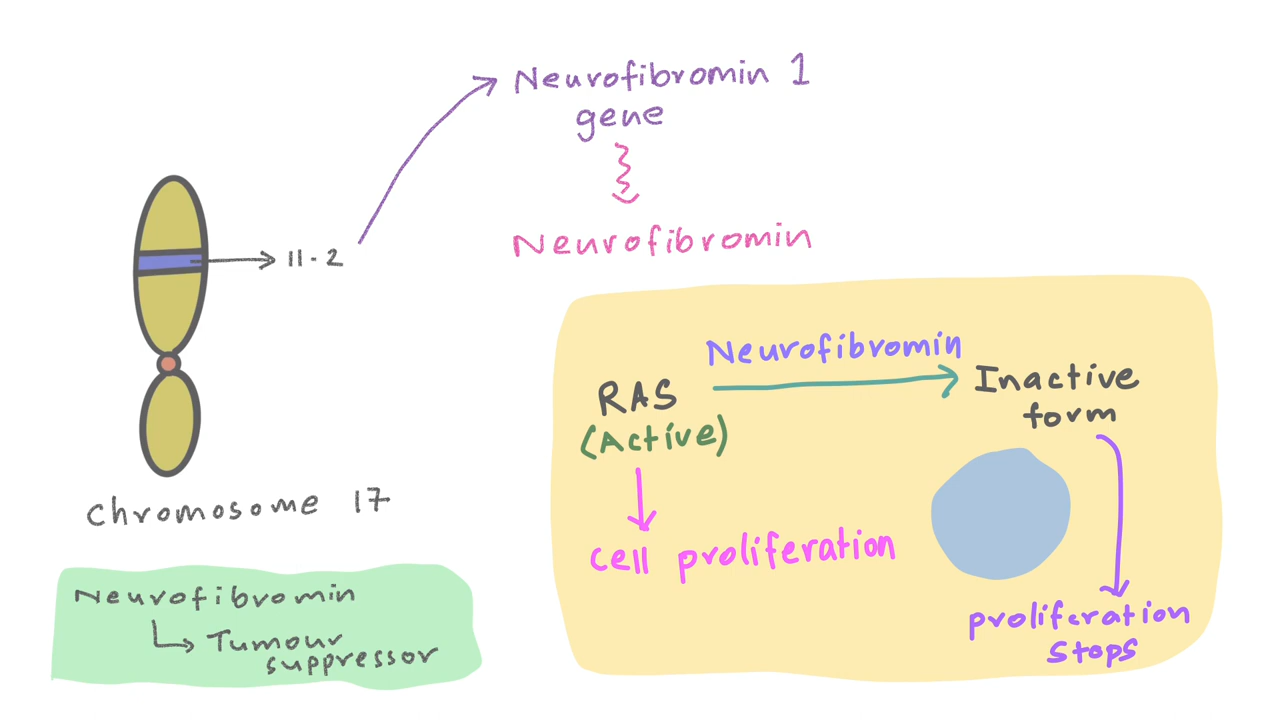 Neurofibromin 1
gene
Neurofibromin
11.2
chromosome 17
Neurofibromin
Tumour
suppressor
Neurofibromin
RAS
(Active)
Inactive
form
cell proliferation
proliferation
stops